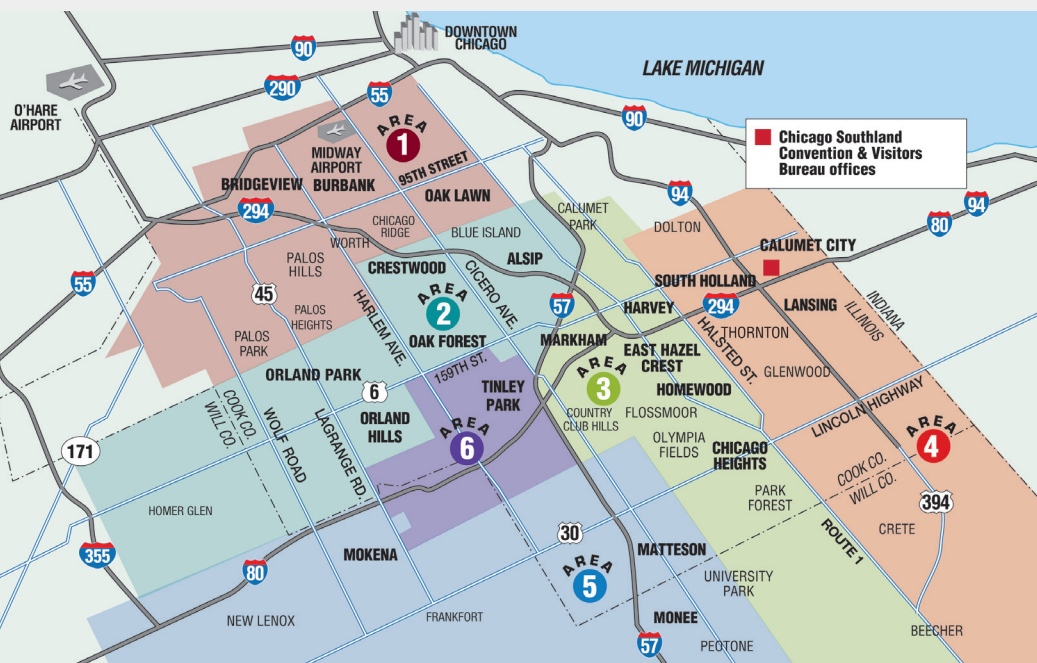 DOWNTOWN
CHICAGO
90
LAKE MICHIGAN
O'HARE
AIRPORT
290
55
90
AREA
1
MIDWAY
AIRPORT
BRIDGEVIEW
BURBANK
95TH STREET
OAK LAWN
Chicago Southland
Convention & Visitors
Bureau offices
294
CHICAGO
RIDGE
WORTH
BLUE ISLAND
CALUMET
PARK
94
DOLTON
80
94
CALUMET CITY
PALOS
HILLS
CRESTWOOD
ALSIP
55
45
PALOS
HEIGHTS
HARLEM AVE.
AREA
2
CICERO AVE.
57
SOUTH HOLLAND
HARVEY
294
LANSING
INDIANA
ILLINOIS
PALOS
PARK
OAK FOREST
MARKHAM
EAST HAZEL
CREST
HALSTED ST.
THORNTON
ORLAND PARK
6
159TH ST.
TINLEY
PARK
AREA
3
HOMEWOOD
GLENWOOD
COOK CO.
WILL CO.
WOLF ROAD
LAGRANGE RD.
ORLAND
HILLS
AREA
6
COUNTRY
CLUB HILLS
FLOSSMOOR
LINCOLN HIGHWAY
AREA
4
171
OLYMPIA
FIELDS
CHICAGO
HEIGHTS
COOK CO.
WILL CO.
HOMER GLEN
PARK
FOREST
394
CRETE
355
80
MOKENA
30
AREA
5
MATTESON
ROUTE 1
UNIVERSITY
PARK
NEW LENOX
FRANKFORT
MONEE
57
PEOTONE
BEECHER